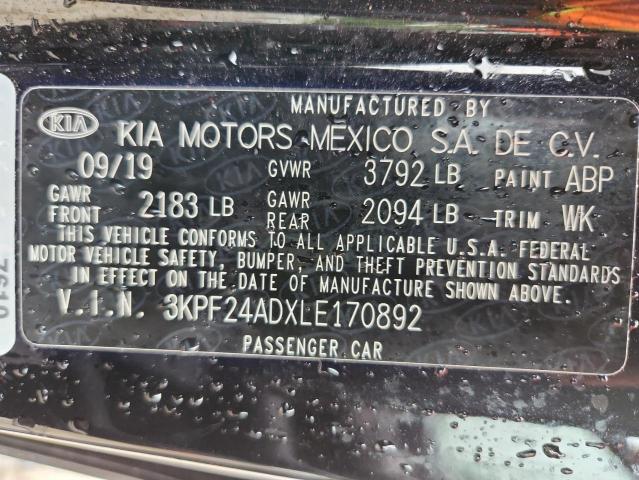 MANUFACTURED BY
KIA KIA MOTORS MEXICO S.A. DE C.V.
09/19 GVWR 3792 LB PAINT ABP
GAWR FRONT 2183 LB GAWR REAR 2094 LB TRIM WK
THIS VEHICLE CONFORMS TO ALL APPLICABLE U.S.A. FEDERAL
MOTOR VEHICLE SAFETY, BUMPER, AND THEFT PREVENTION STANDARDS
IN EFFECT ON THE DATE OF MANUFACTURE SHOWN ABOVE.
V.I.N. 3KPF24ADXLE170892
PASSENGER CAR